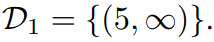 𝒟₁ = {(5, ∞)}.